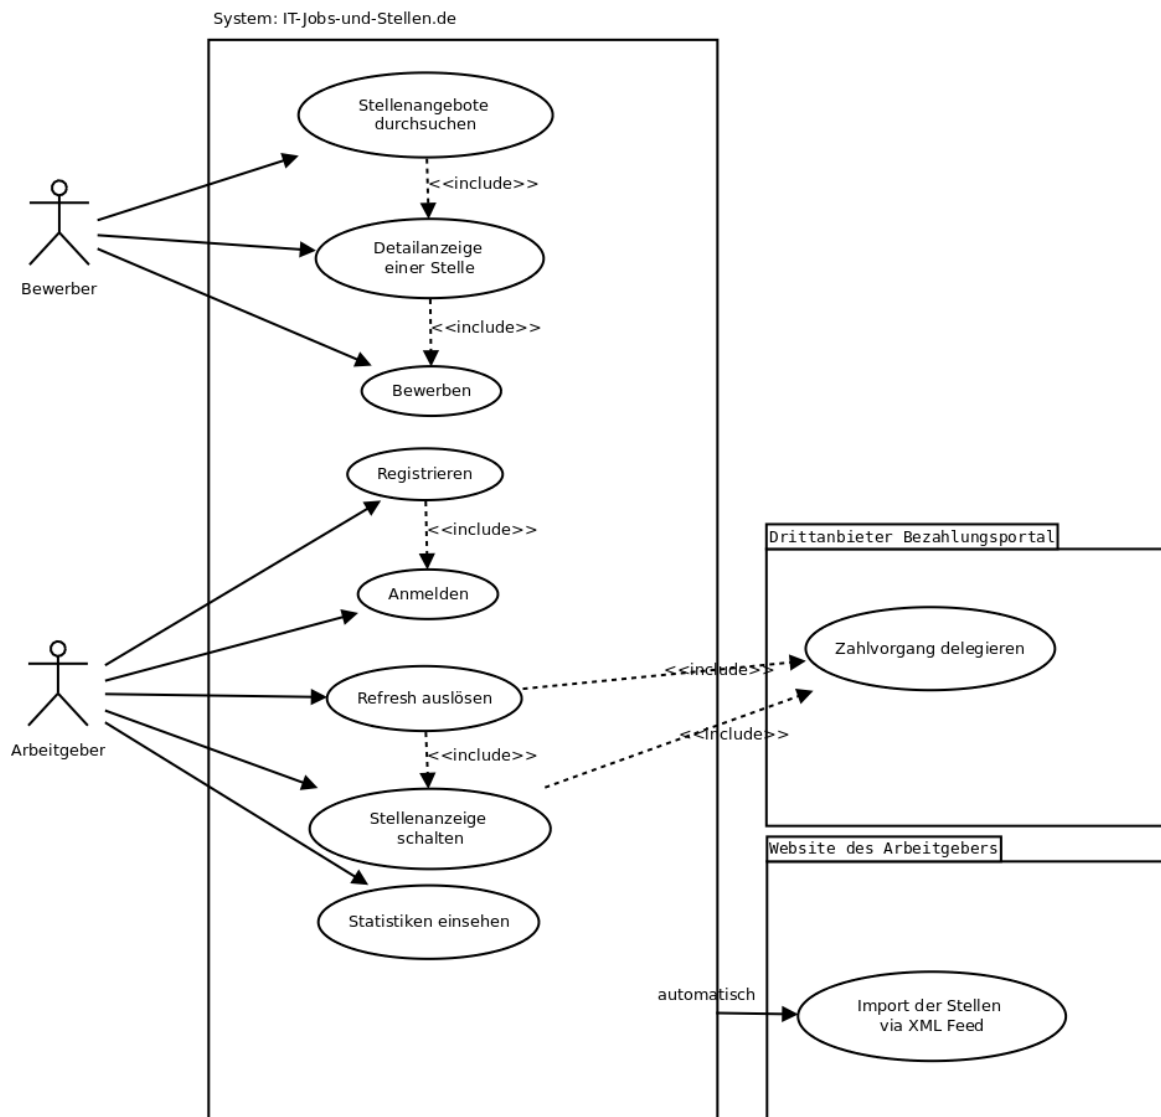 System: IT-Jobs-und-Stellen.de
Stellenangebote
durchsuchen
<<include>>
Detailanzeige
einer Stelle
Bewerber
<<include>>
Bewerben
Registrieren
<<include>>
Drittanbieter Bezahlungsportal
Anmelden
Zahlvorgang delegieren
<<include>>
Refresh auslösen
<<include>>
Arbeitgeber
<<include>>
Stellenanzeige
schalten
Website des Arbeitgebers
Statistiken einsehen
automatisch
Import der Stellen
via XML Feed